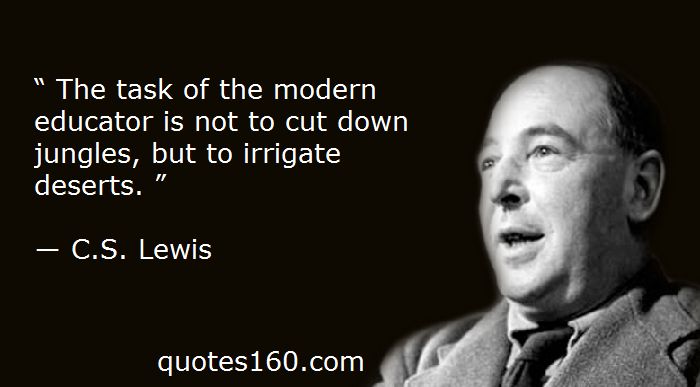 “ The task of the modern
educator is not to cut down
jungles, but to irrigate
deserts. ”
— C.S. Lewis
quotes160.com